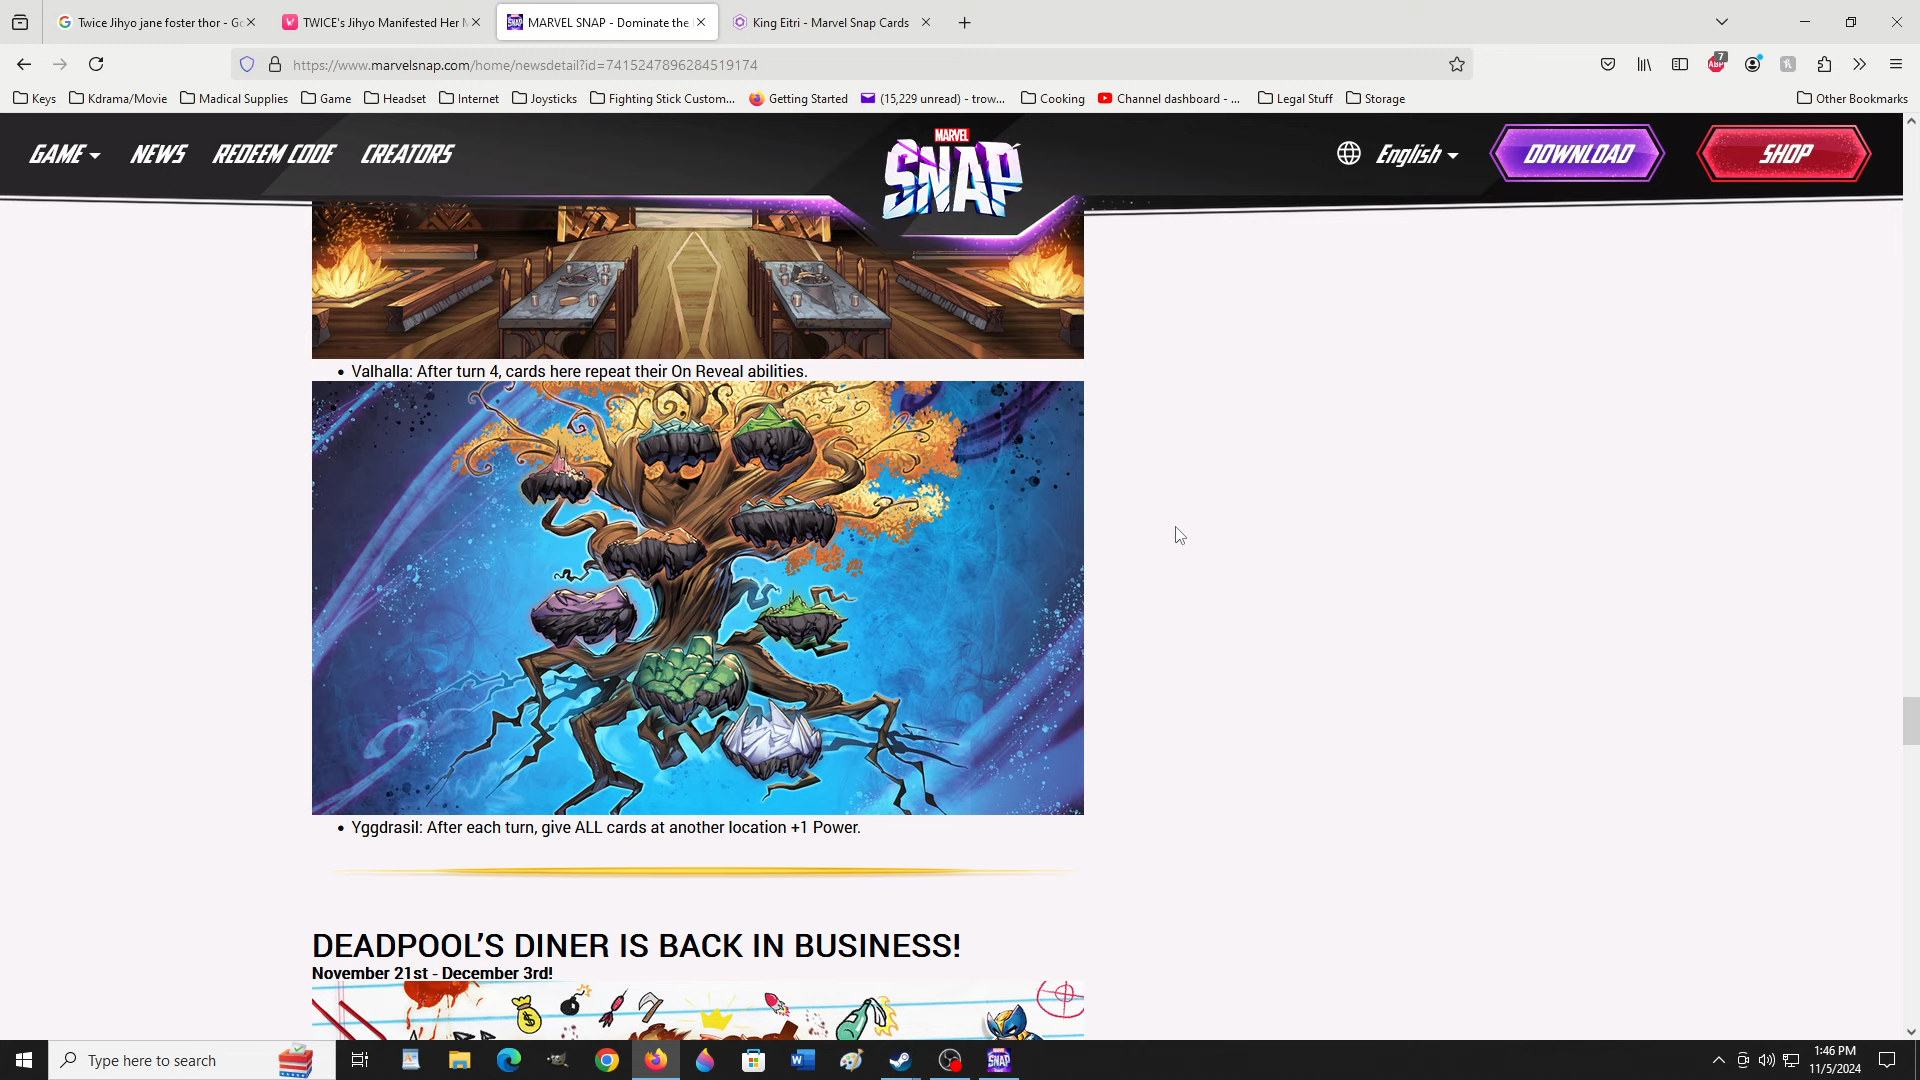 Twice Jihyo jane foster thor - Go
TWICE's Jihyo Manifested Her M
MARVEL SNAP - Dominate the
King Eitri - Marvel Snap Cards
https://www.marvelsnap.com/home/newsdetail?id=7415247896284519174
7
Keys
Kdrama/Movie
Madical Supplies
Game
Headset
Internet
Joysticks
Fighting Stick Custom...
Getting Started
(15,229 unread) - trow...
Cooking
Channel dashboard - ...
Legal Stuff
Storage
Other Bookmarks
GAME
NEWS
REDEEM CODE
CREATORS
MARVEL
SNAP
English
DOWNLOAD
SHOP
• Valhalla: After turn 4, cards here repeat their On Reveal abilities.
• Yggdrasil: After each turn, give ALL cards at another location +1 Power.
DEADPOOL'S DINER IS BACK IN BUSINESS!
November 21st - December 3rd!
Type here to search
1:46 PM
11/5/2024